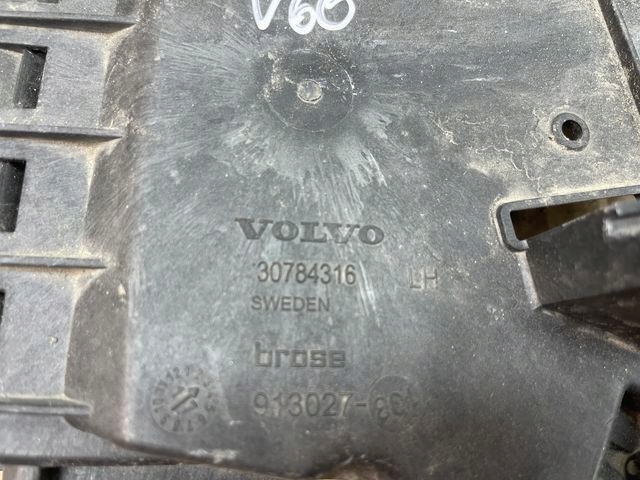 V60
VOLVO
30784316 LH
SWEDEN
brose
913027-